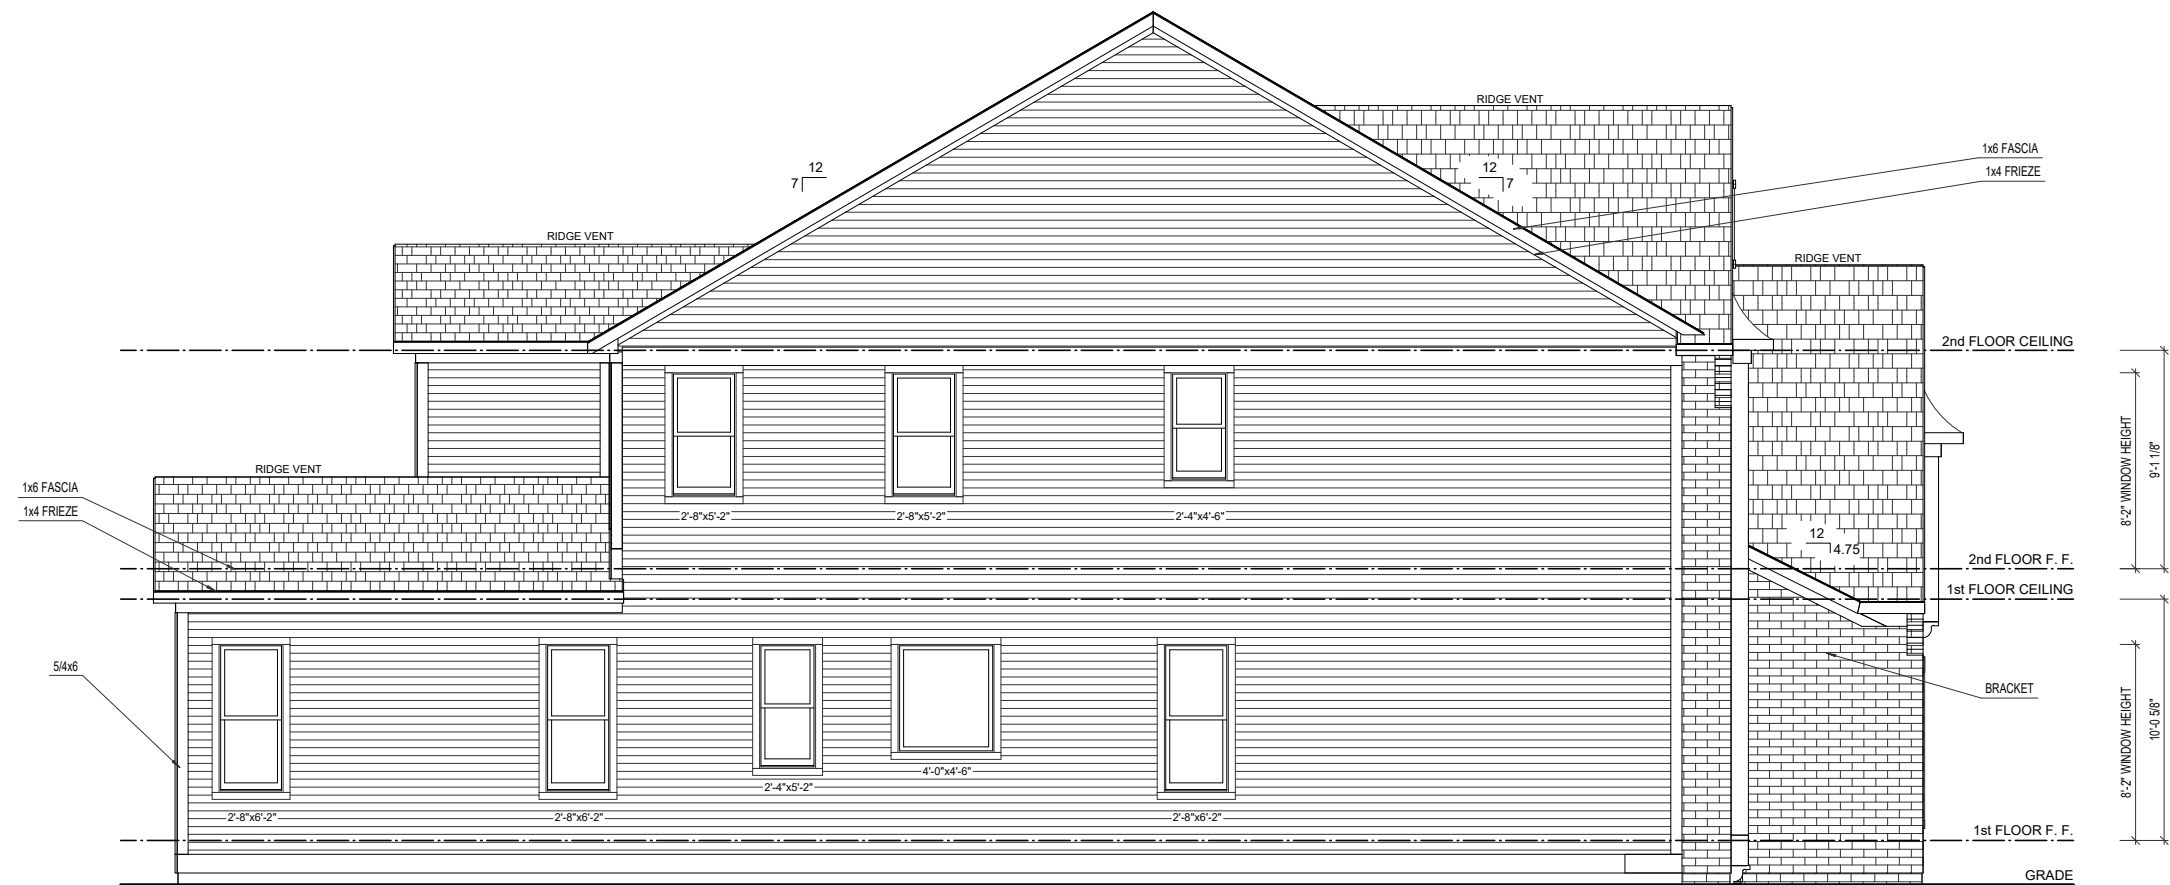 RIDGE VENT
1x6 FASCIA
12
7
12
7
1x4 FRIEZE
RIDGE VENT
RIDGE VENT
2nd FLOOR CEILING
8'-2" WINDOW HEIGHT
9'-1 1/8"
RIDGE VENT
1x6 FASCIA
1x4 FRIEZE
2'-8"x5'-2"
2'-8"x5'-2"
2'-4"x4'-6"
12
4.75
2nd FLOOR F. F.
1st FLOOR CEILING
5/4x6
BRACKET
8'-2" WINDOW HEIGHT
10'-0 5/8"
4'-0"x4'-6"
2'-4"x5'-2"
2'-8"x6'-2"
2'-8"x6'-2"
2'-8"x6'-2"
1st FLOOR F. F.
GRADE